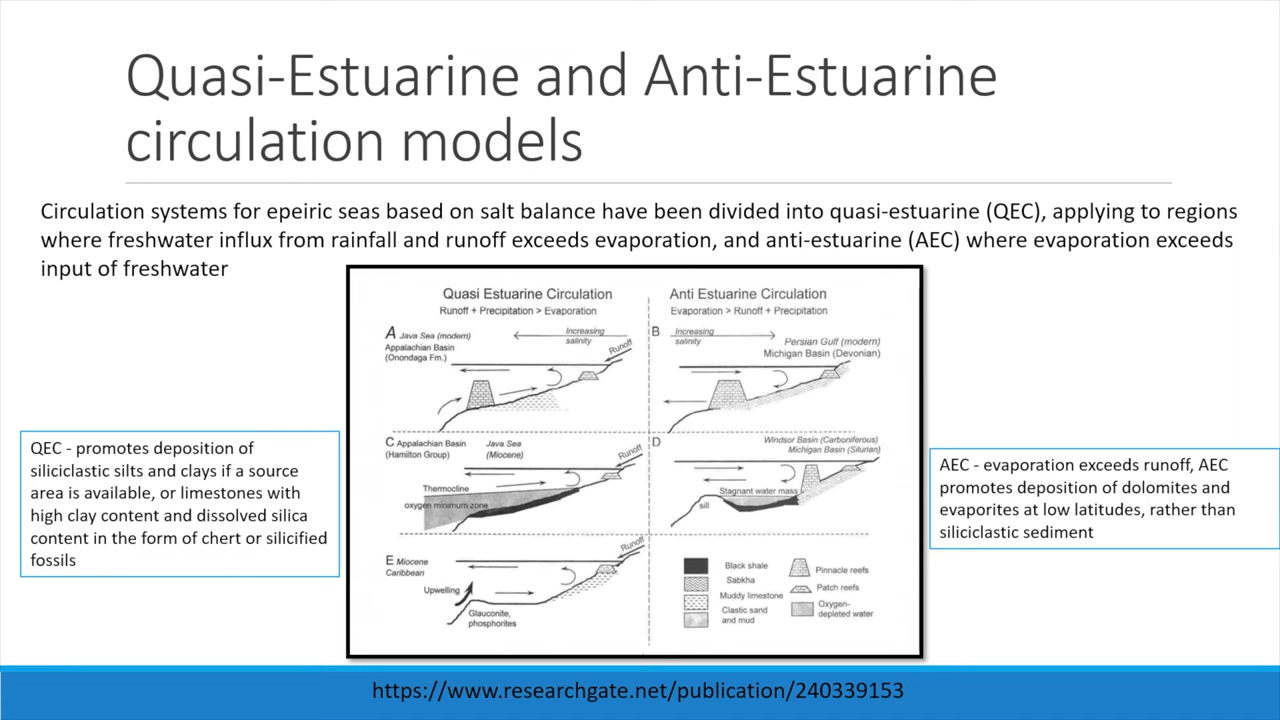 Quasi-Estuarine and Anti-Estuarine
circulation models
Circulation systems for epeiric seas based on salt balance have been divided into quasi-estuarine (QEC), applying to regions
where freshwater influx from rainfall and runoff exceeds evaporation, and anti-estuarine (AEC) where evaporation exceeds
input of freshwater
QEC - promotes deposition of
siliciclastic silts and clays if a source
area is available, or limestones with
high clay content and dissolved silica
content in the form of chert or silicified
fossils
Quasi Estuarine Circulation
Runoff + Precipitation > Evaporation
Anti Estuarine Circulation
Evaporation > Runoff + Precipitation
A Java Sea (modern)
Appalachian Basin
(Onondaga Fm.)
Increasing
salinity
Runoff
B
Increasing
salinity
Persian Gulf (modern)
Michigan Basin (Devonian)
C Appalachian Basin
(Hamilton Group)
Java Sea
(Miocene)
Runoff
Thermocline
oxygen minimum zone
D
Windsor Basin (Carboniferous)
Michigan Basin (Silurian)
Stagnant water mass
sill
E Miocene
Caribbean
Runoff
Upwelling
Glauconite,
phosphorites
Black shale
Sabkha
Muddy limestone
Clastic sand
and mud
Pinnacle reefs
Patch reefs
Oxygen-
depleted water
AEC - evaporation exceeds runoff, AEC
promotes deposition of dolomites and
evaporites at low latitudes, rather than
siliciclastic sediment
https://www.researchgate.net/publication/240339153